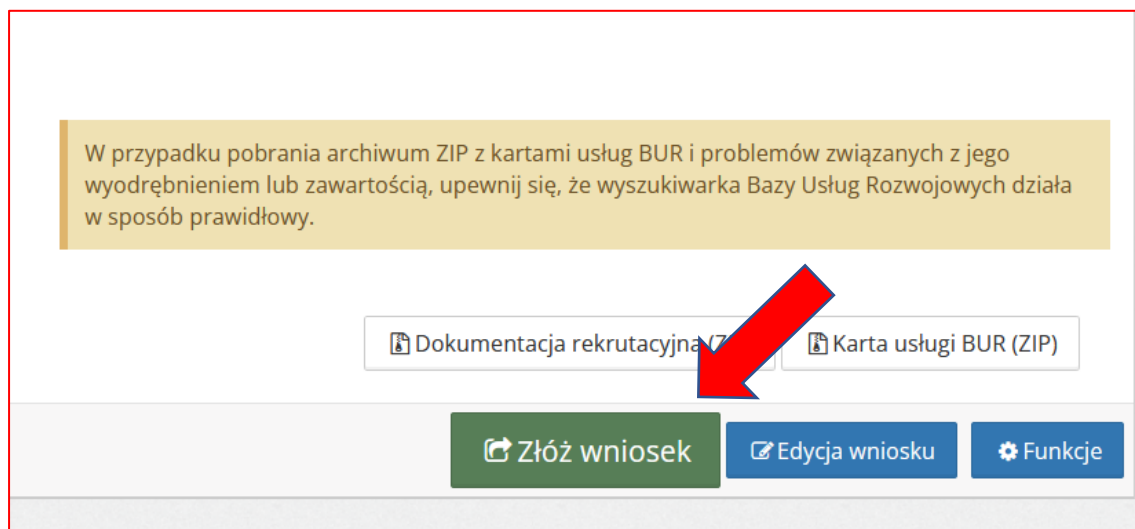 W przypadku pobrania archiwum ZIP z kartami usług BUR i problemów związanych z jego
wyodrębnieniem lub zawartością, upewnij się, że wyszukiwarka Bazy Usług Rozwojowych działa
w sposób prawidłowy.
Dokumentacja rekrutacyjna Karta usługi BUR (ZIP)
Złóż wniosek Edycja wniosku Funkcje